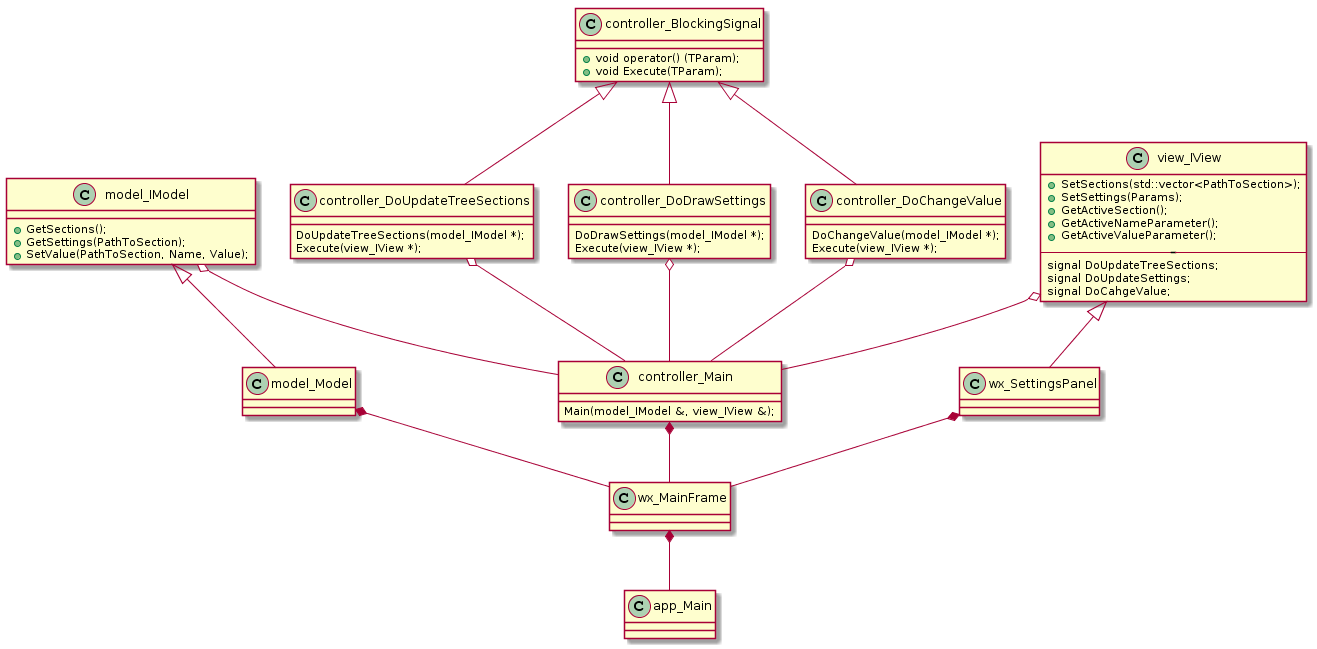 C controller_BlockingSignal
void operator() (TParam);
void Execute(TParam);
C model_IModel
GetSections();
GetSettings(PathToSection);
SetValue(PathToSection, Name, Value);
C controller_DoUpdateTreeSections
DoUpdateTreeSections(model_IModel *);
Execute(view_IView *);
C controller_DoDrawSettings
DoDrawSettings(model_IModel *);
Execute(view_IView *);
C controller_DoChangeValue
DoChangeValue(model_IModel *);
Execute(view_IView *);
C view_IView
SetSections(std::vector<PathToSection>);
SetSettings(Params);
GetActiveSection();
GetActiveNameParameter();
GetActiveValueParameter();
signal DoUpdateTreeSections;
signal DoUpdateSettings;
signal DoCahgeValue;
C model_Model
C controller_Main
Main(model_IModel &, view_IView &);
C wx_SettingsPanel
C wx_MainFrame
C app_Main